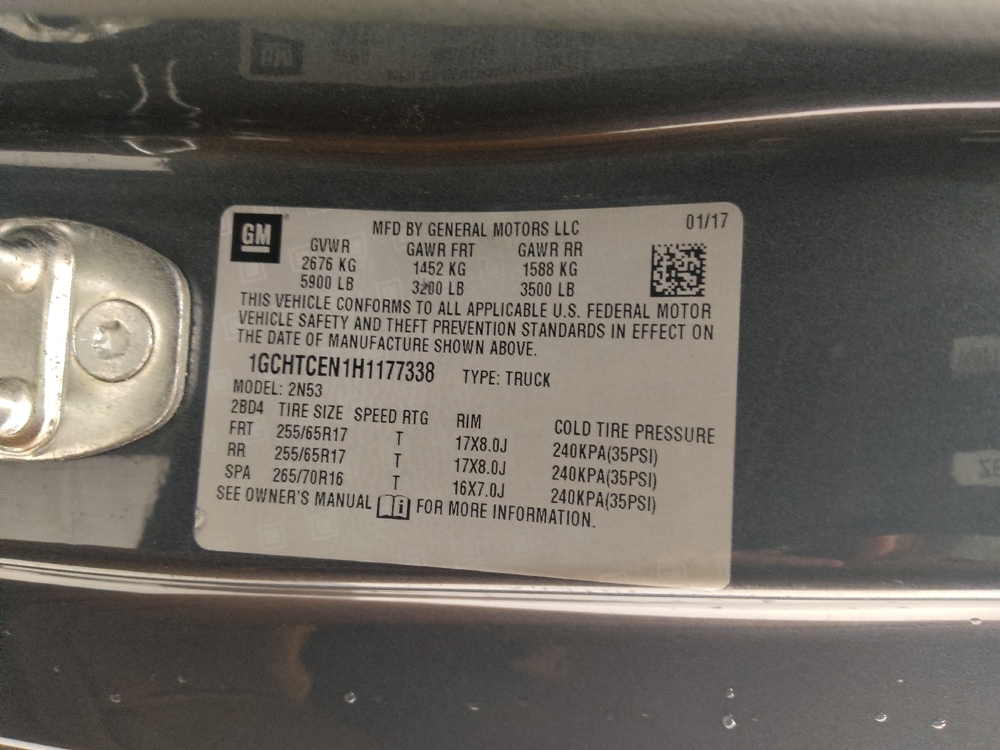 GM
MFD BY GENERAL MOTORS LLC 01/17
GVWR GAWR FRT GAWR RR
2676 KG 1452 KG 1588 KG
5900 LB 3200 LB 3500 LB
THIS VEHICLE CONFORMS TO ALL APPLICABLE U.S. FEDERAL MOTOR
VEHICLE SAFETY AND THEFT PREVENTION STANDARDS IN EFFECT ON
THE DATE OF MANUFACTURE SHOWN ABOVE.
1GCHTCEN1H1177338 TYPE: TRUCK
MODEL: 2N53
2BD4 TIRE SIZE SPEED RTG RIM COLD TIRE PRESSURE
FRT 255/65R17 T 17X8.0J 240KPA(35PSI)
RR 255/65R17 T 17X8.0J 240KPA(35PSI)
SPA 265/70R16 T 16X7.0J 240KPA(35PSI)
SEE OWNER'S MANUAL FOR MORE INFORMATION.